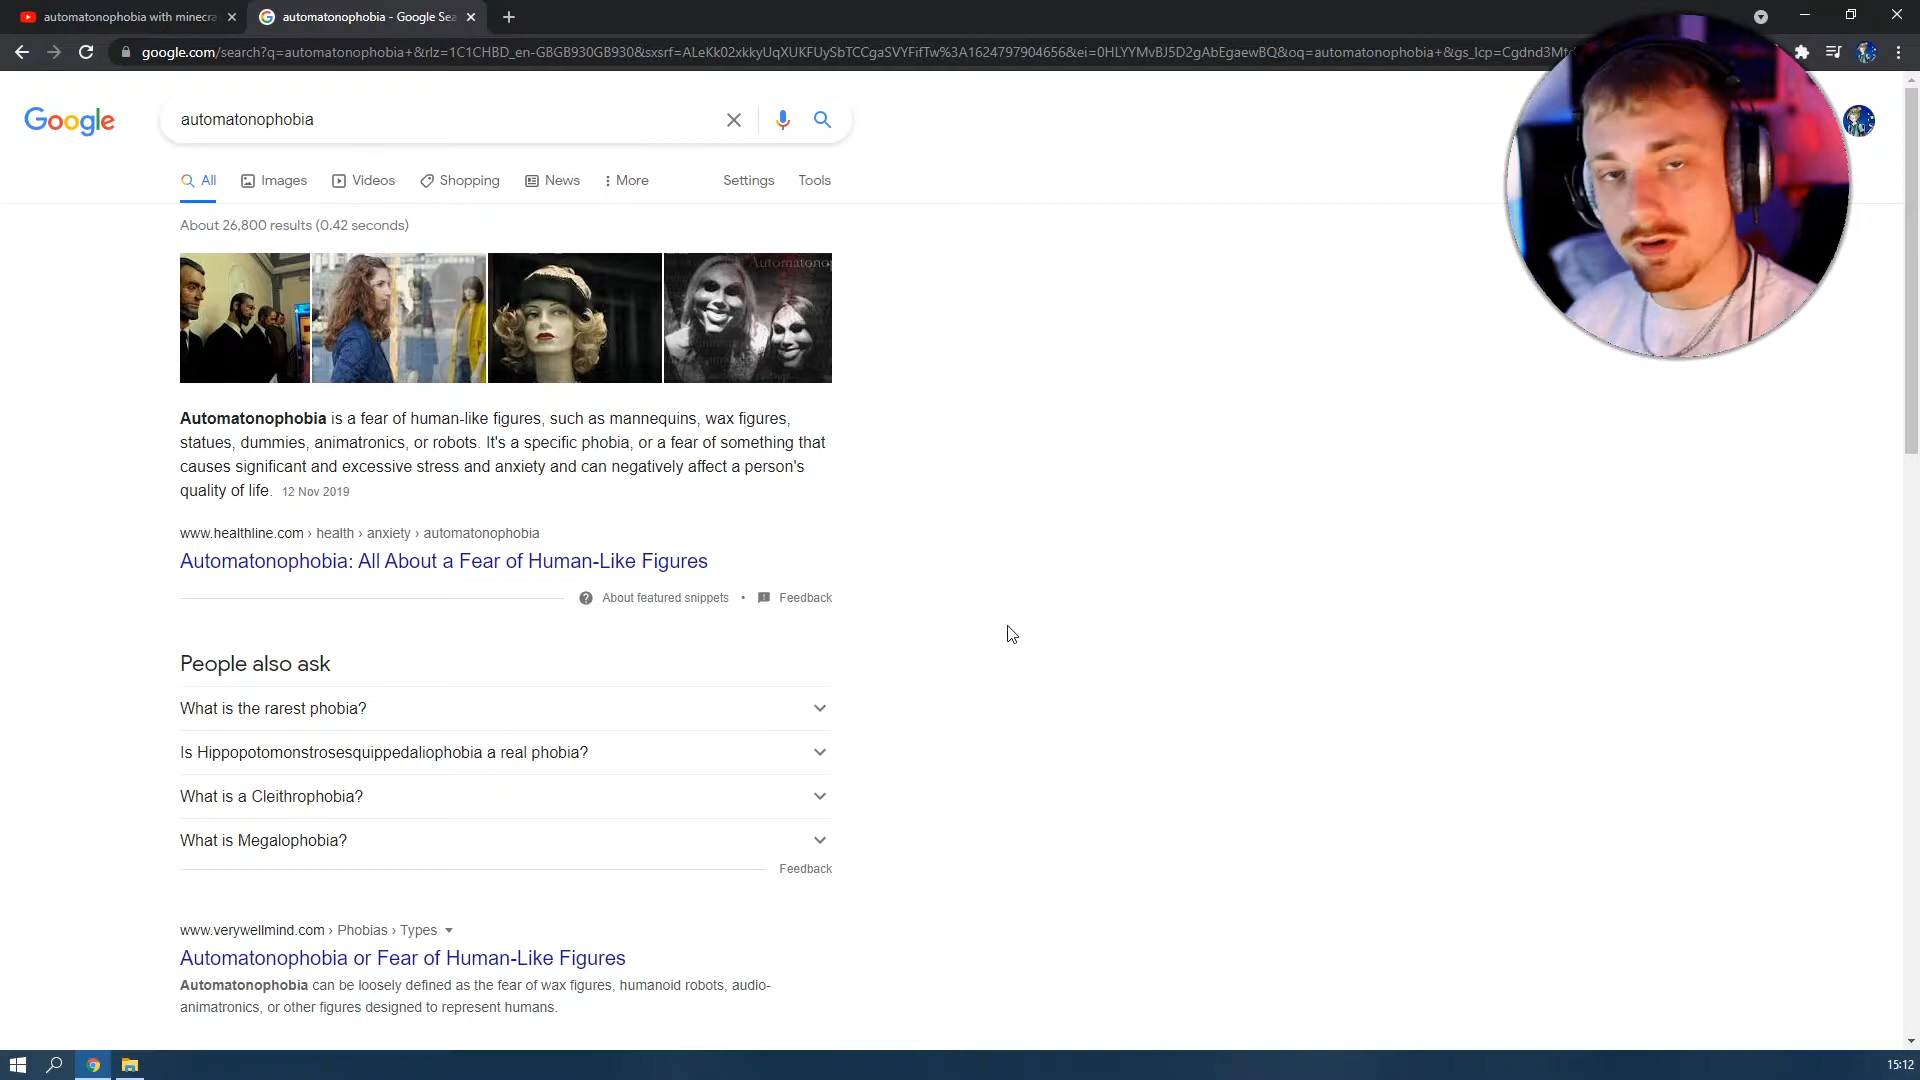 automatonophobia with minecra
automatonophobia - Google Sea
google.com/search?q=automatonophobia+&rlz=1C1CHBD_en-GBGB930GB930&sxsrf=ALeKk02xkkyUqXUKFUySbTCCgaSVYFifTw%3A1624797904656&ei=0HLYYMvBJ5D2gAbEgaewBQ&oq=automatonophobia+&gs_lcp=Cgdnd3Mt
Google
automatonophobia
All Images Videos Shopping News More Settings Tools
About 26,800 results (0.42 seconds)
Automatonop
Automatonophobia is a fear of human-like figures, such as mannequins, wax figures,
statues, dummies, animatronics, or robots. It's a specific phobia, or a fear of something that
causes significant and excessive stress and anxiety and can negatively affect a person's
quality of life. 12 Nov 2019
www.healthline.com › health › anxiety › automatonophobia
Automatonophobia: All About a Fear of Human-Like Figures
About featured snippets • Feedback
People also ask
What is the rarest phobia?
Is Hippopotomonstrosesquippedaliophobia a real phobia?
What is a Cleithrophobia?
What is Megalophobia?
Feedback
www.verywellmind.com › Phobias › Types
Automatonophobia or Fear of Human-Like Figures
Automatonophobia can be loosely defined as the fear of wax figures, humanoid robots, audio-
animatronics, or other figures designed to represent humans.
15:12